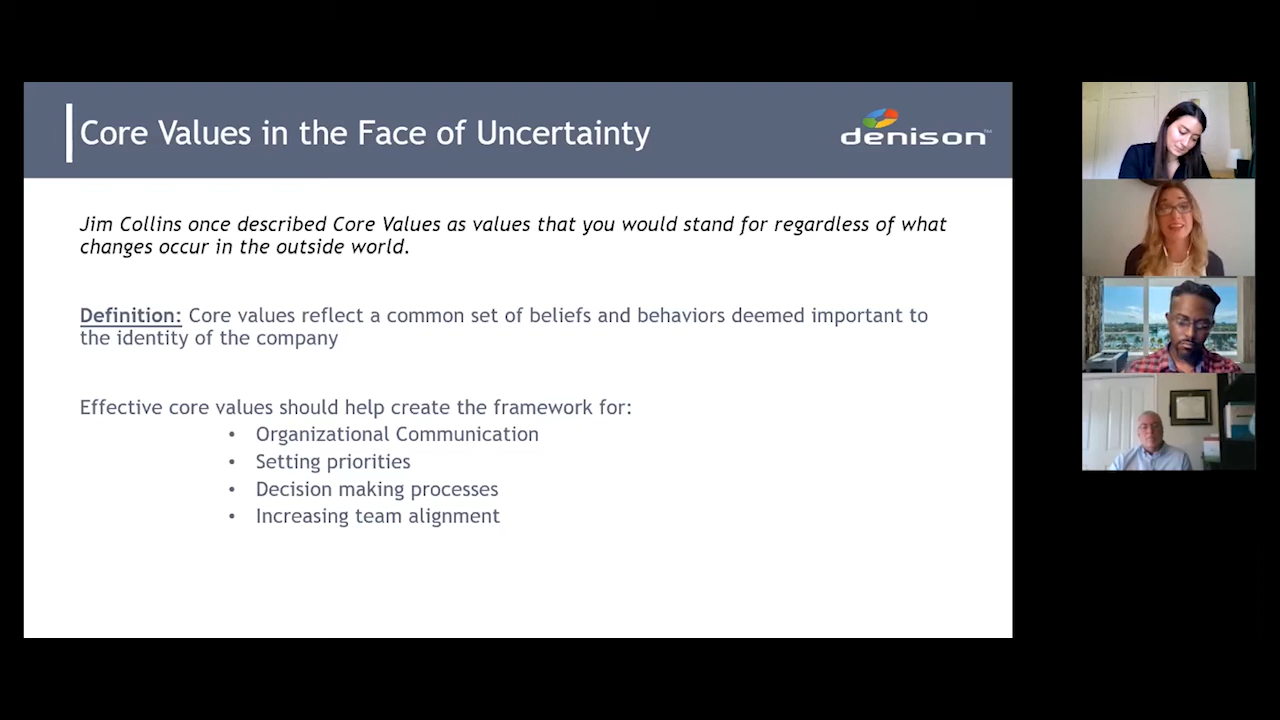 Core Values in the Face of Uncertainty
denison™
Jim Collins once described Core Values as values that you would stand for regardless of what
changes occur in the outside world.
Definition: Core values reflect a common set of beliefs and behaviors deemed important to
the identity of the company
Effective core values should help create the framework for:
• Organizational Communication
• Setting priorities
• Decision making processes
• Increasing team alignment